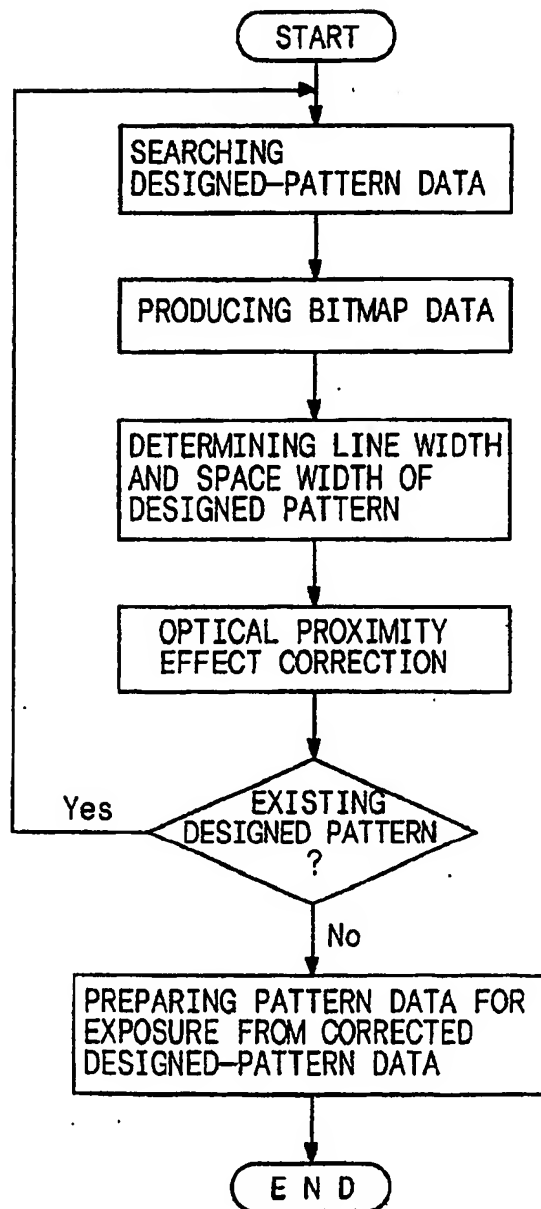 START
SEARCHING
DESIGNED–PATTERN DATA
PRODUCING BITMAP DATA
DETERMINING LINE WIDTH
AND SPACE WIDTH OF
DESIGNED PATTERN
OPTICAL PROXIMITY
EFFECT CORRECTION
Yes
EXISTING
DESIGNED PATTERN
?
No
PREPARING PATTERN DATA FOR
EXPOSURE FROM CORRECTED
DESIGNED–PATTERN DATA
E N D